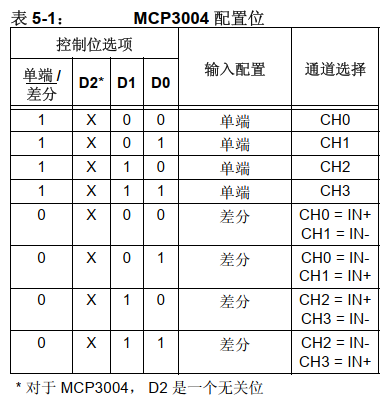 表 5-1： MCP3004 配置位
控制位选项 输入配置 通道选择
单端 / 差分 D2* D1 D0
1 X 0 0 单端 CH0
1 X 0 1 单端 CH1
1 X 1 0 单端 CH2
1 X 1 1 单端 CH3
0 X 0 0 差分 CH0 = IN+
CH1 = IN-
0 X 0 1 差分 CH0 = IN-
CH1 = IN+
0 X 1 0 差分 CH2 = IN+
CH3 = IN-
0 X 1 1 差分 CH2 = IN-
CH3 = IN+
* 对于 MCP3004， D2 是一个无关位